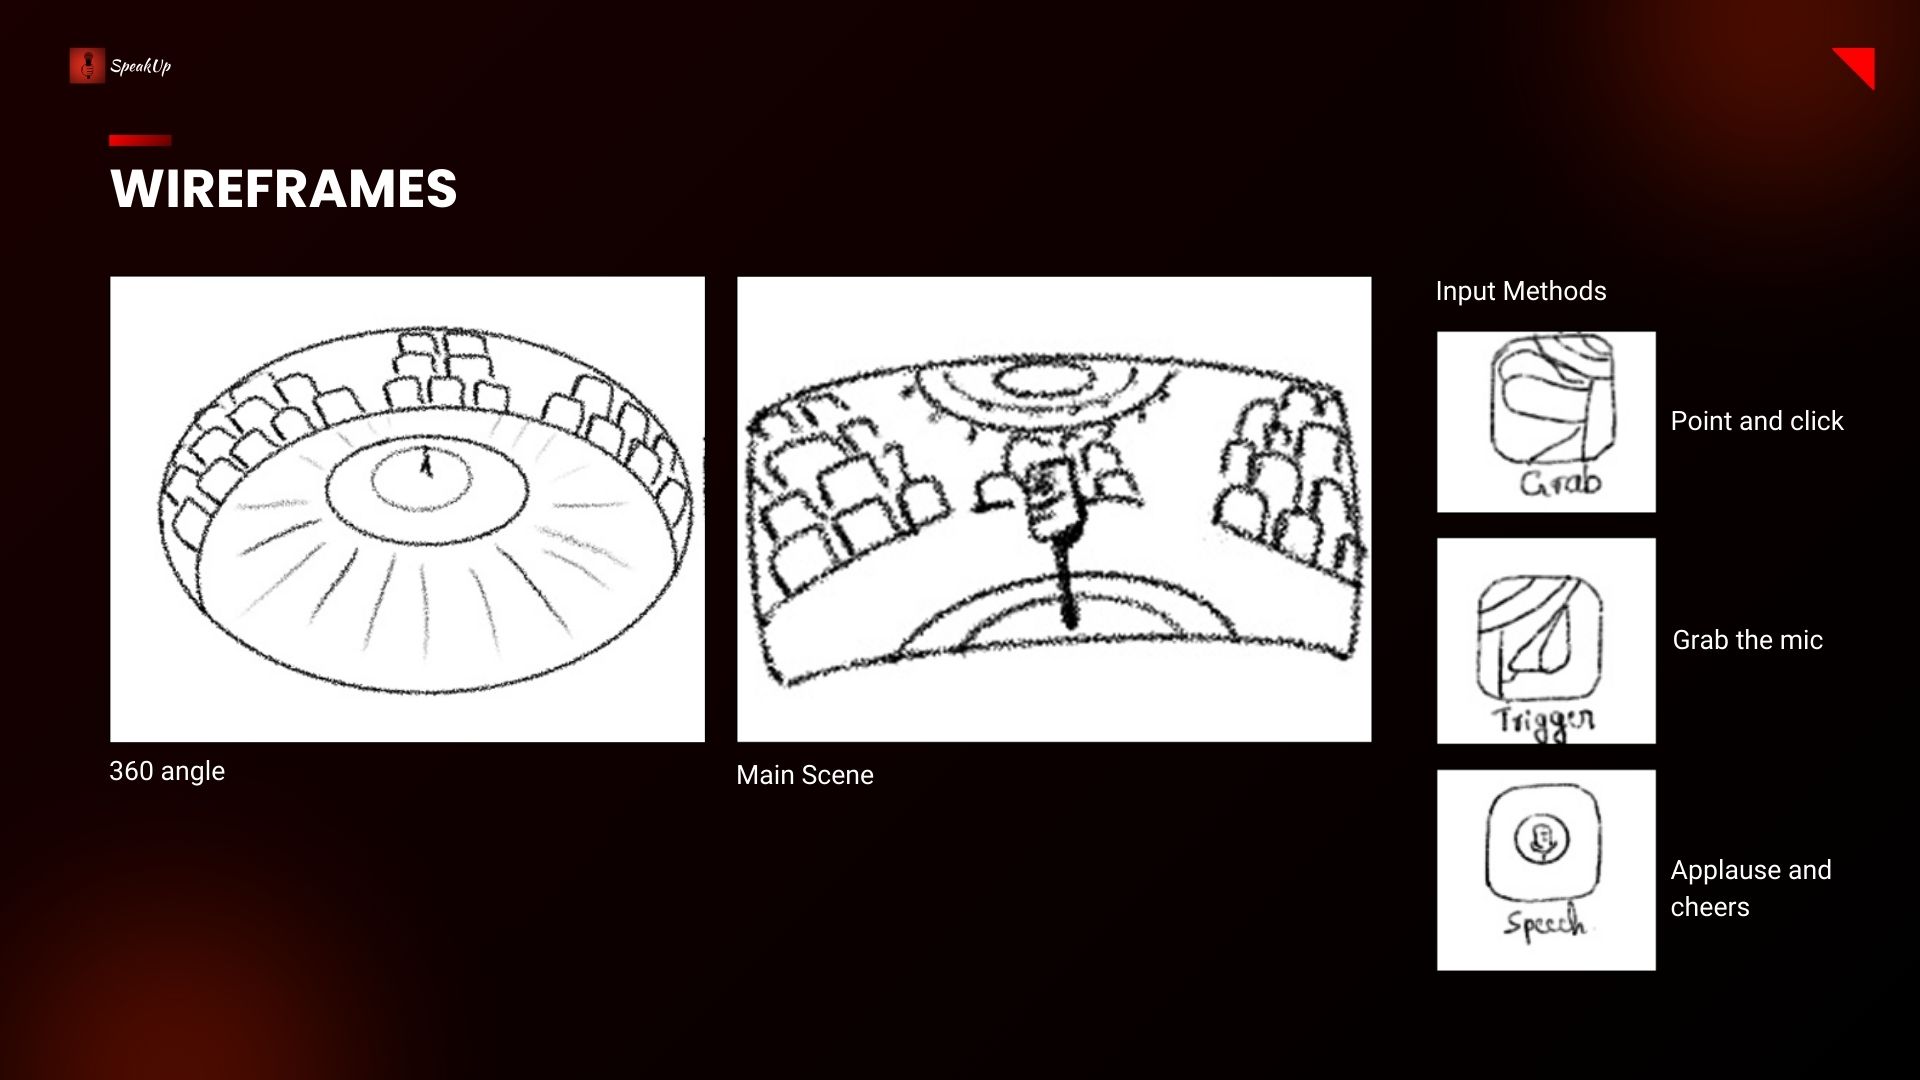 SpeakUp
WIREFRAMES
360 angle
Main Scene
Input Methods
Grab
Point and click
Trigger
Grab the mic
Speech
Applause and
cheers